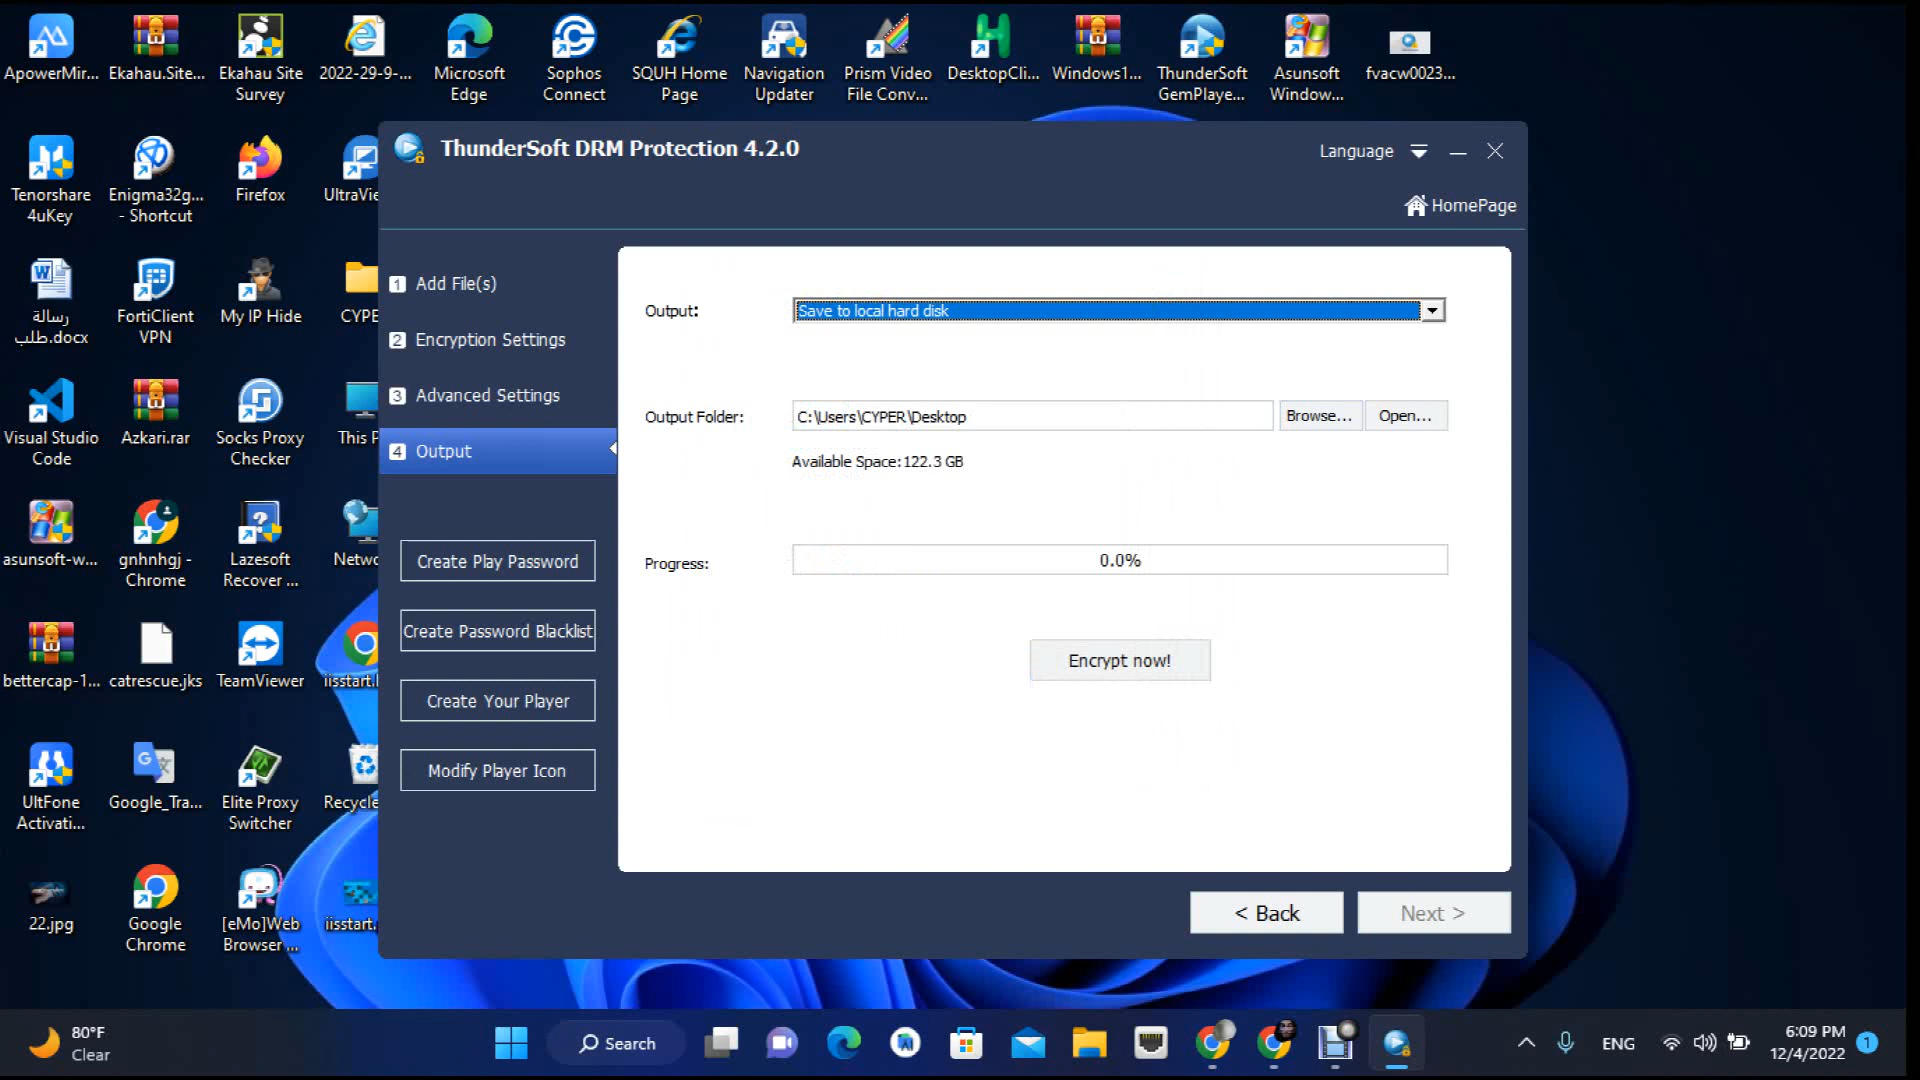 ApowerMir...
Ekahau.Site...
Ekahau Site
Survey
2022-29-9-...
Microsoft
Edge
Sophos
Connect
SQUH Home
Page
Navigation
Updater
Prism Video
File Conv...
DesktopCli...
Windows1...
ThunderSoft
GemPlaye...
Asunsoft
Window...
fvacw0023...
Tenorshare
4uKey
Enigma32g...
- Shortcut
Firefox
UltraVie
رسالة
طلب.docx
FortiClient
VPN
My IP Hide
CYPE
Visual Studio
Code
Azkari.rar
Socks Proxy
Checker
This P
asunsoft-w...
gnhnhgj -
Chrome
Lazesoft
Recover ...
Netwo
bettercap-1...
catrescue.jks
TeamViewer
iisstart.
UltFone
Activati...
Google_Tra...
Elite Proxy
Switcher
Recycle
22.jpg
Google
Chrome
[eMo]Web
Browser ...
iisstart.
ThunderSoft DRM Protection 4.2.0
Language
HomePage
1 Add File(s)
2 Encryption Settings
3 Advanced Settings
4 Output
Create Play Password
Create Password Blacklist
Create Your Player
Modify Player Icon
Output:
Save to local hard disk
Output Folder:
C:\Users\CYPER\Desktop
Browse...
Open...
Available Space:122.3 GB
Progress:
0.0%
Encrypt now!
< Back
Next >
80°F
Clear
Search
ENG
6:09 PM
12/4/2022
1